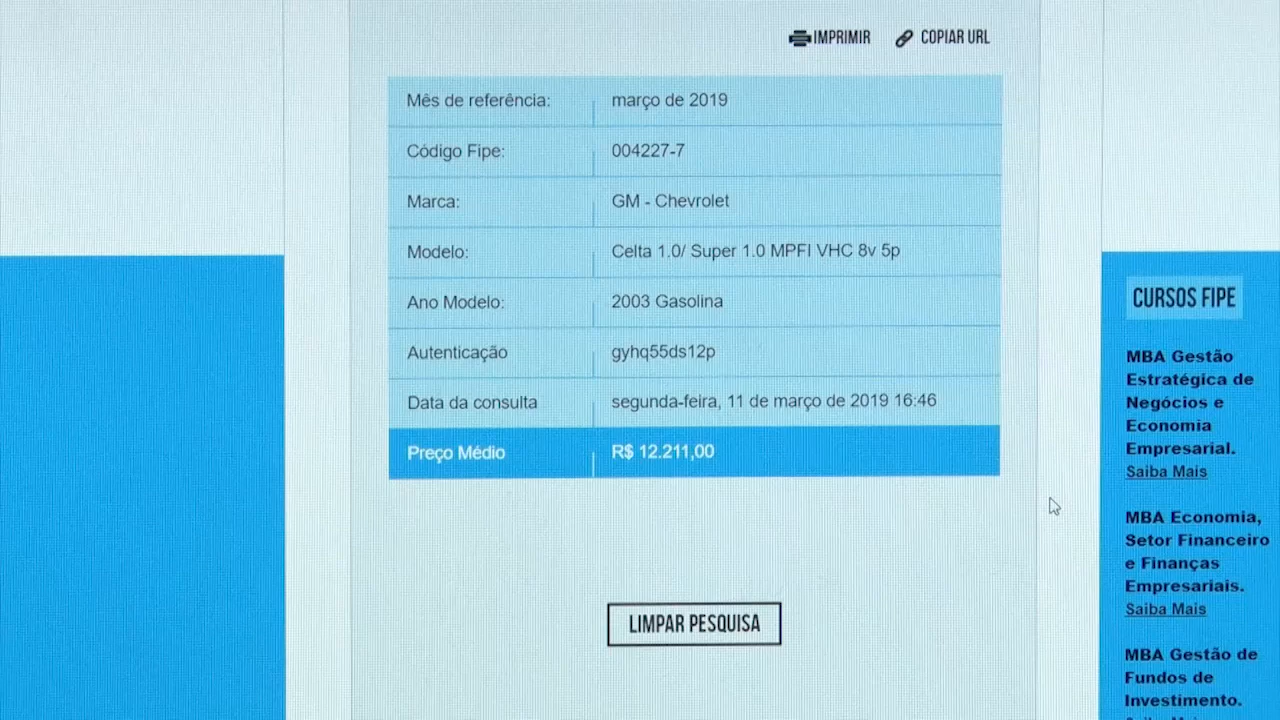 IMPRIMIR COPIAR URL
Mês de referência: março de 2019
Código Fipe: 004227-7
Marca: GM - Chevrolet
Modelo: Celta 1.0/ Super 1.0 MPFI VHC 8v 5p
Ano Modelo: 2003 Gasolina
Autenticação gyhq55ds12p
Data da consulta segunda-feira, 11 de março de 2019 16:46
Preço Médio R$ 12.211,00
LIMPAR PESQUISA
CURSOS FIPE
MBA Gestão
Estratégica de
Negócios e
Economia
Empresarial.
Saiba Mais
MBA Economia,
Setor Financeiro
e Finanças
Empresariais.
Saiba Mais
MBA Gestão de
Fundos de
Investimento.